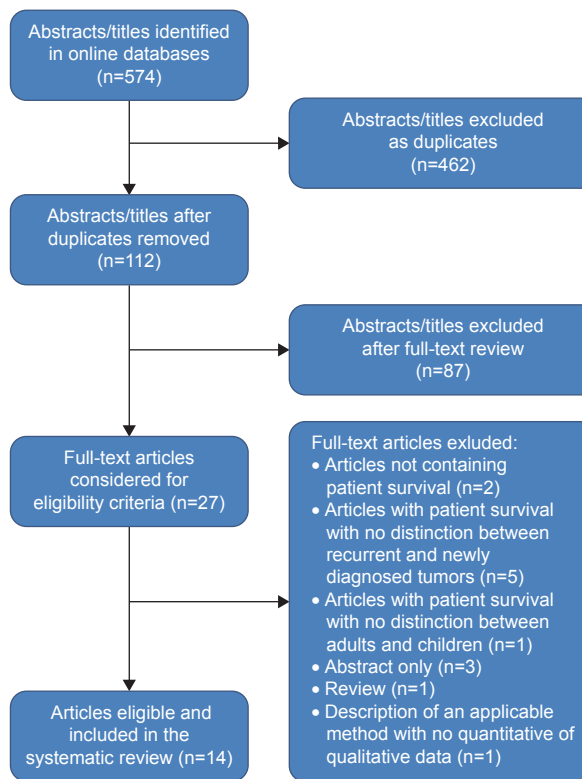 Abstracts/titles identified
in online databases
(n=574)
Abstracts/titles excluded
as duplicates
(n=462)
Abstracts/titles after
duplicates removed
(n=112)
Abstracts/titles excluded
after full-text review
(n=87)
Full-text articles
considered for
eligibility criteria (n=27)
Full-text articles exluded:
• Articles not containing
patient survival (n=2)
• Articles with patient survival
with no distinction between
recurrent and newly
diagnosed tumors (n=5)
• Articles with patient survival
with no distinction between
adults and children (n=1)
• Abstract only (n=3)
• Review (n=1)
• Description of an applicable
method with no quantitative of
qualitative data (n=1)
Articles eligible and
included in the
systematic review
(n=14)